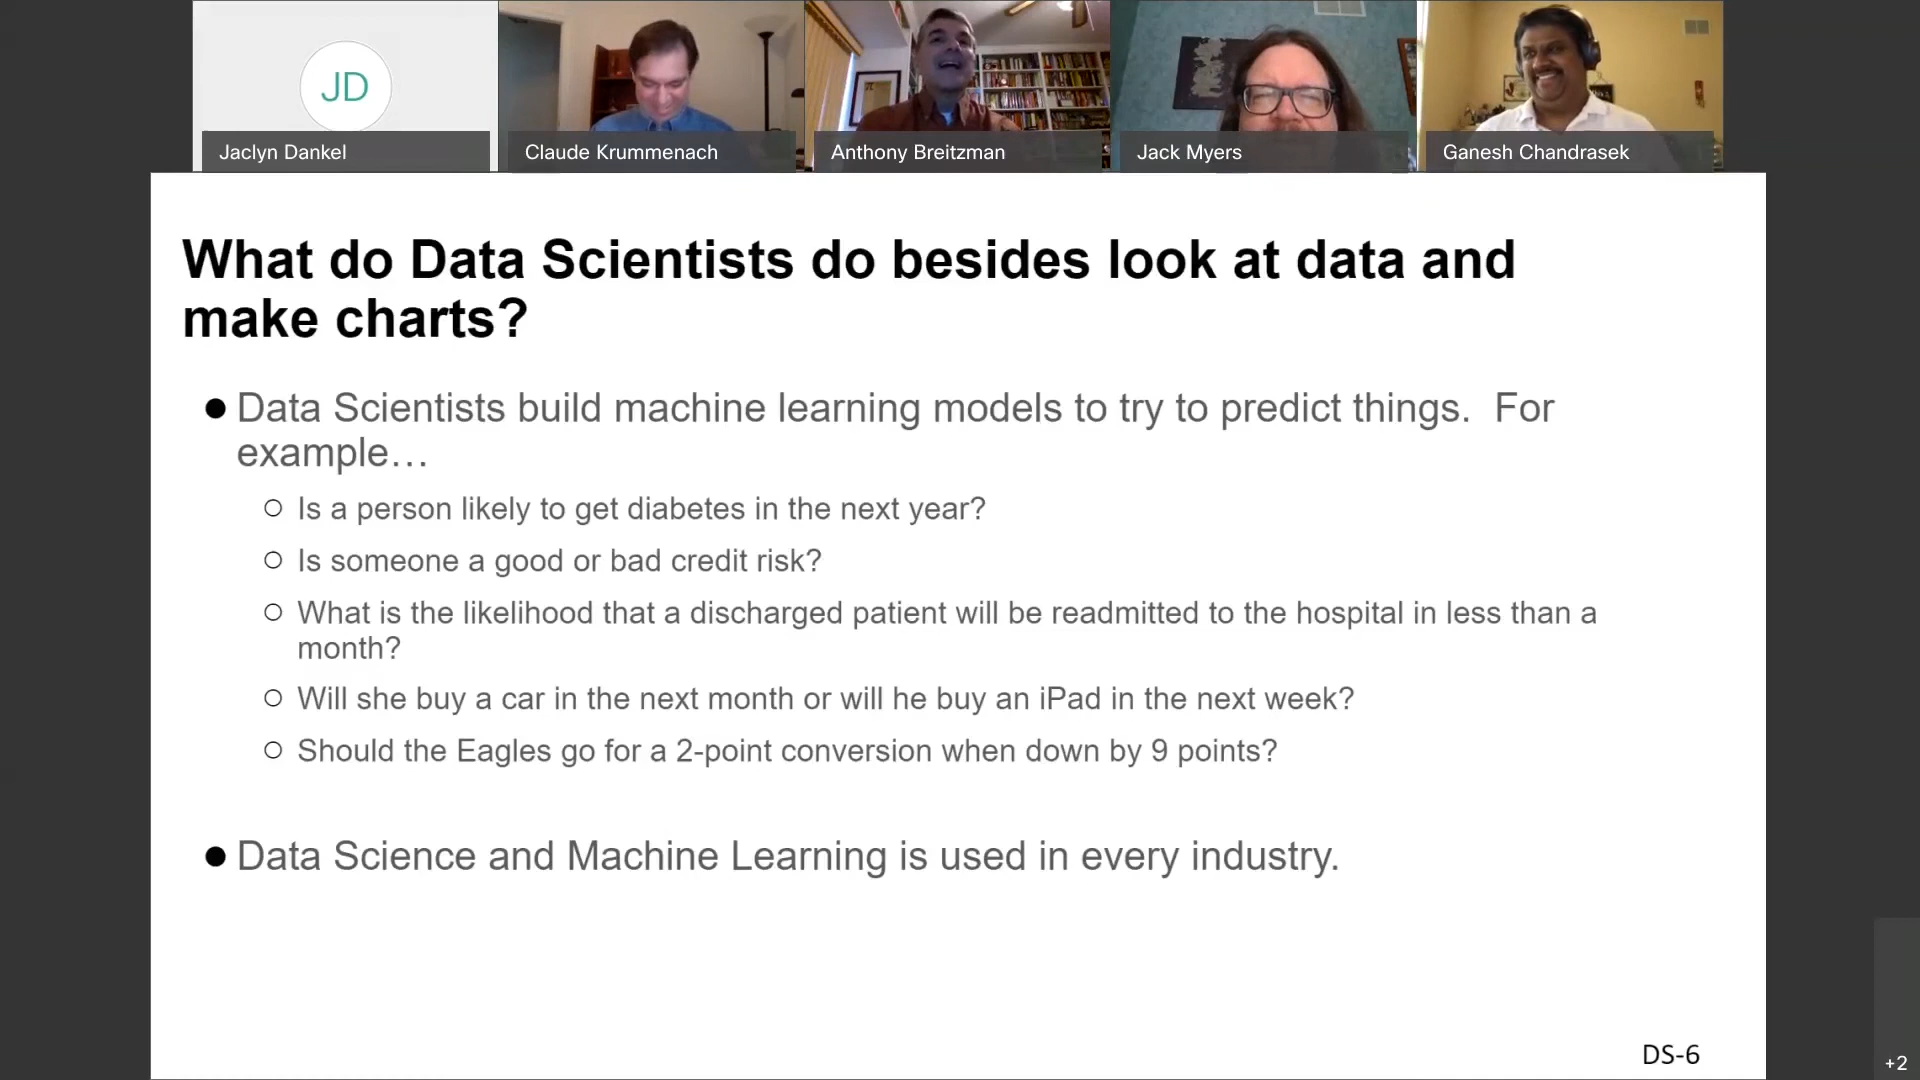 JD
Jaclyn Dankel
Claude Krummenach
Anthony Breitzman
Jack Myers
Ganesh Chandrasek
What do Data Scientists do besides look at data and
make charts?
● Data Scientists build machine learning models to try to predict things.  For
example…
○ Is a person likely to get diabetes in the next year?
○ Is someone a good or bad credit risk?
○ What is the likelihood that a discharged patient will be readmitted to the hospital in less than a
month?
○ Will she buy a car in the next month or will he buy an iPad in the next week?
○ Should the Eagles go for a 2-point conversion when down by 9 points?
● Data Science and Machine Learning is used in every industry.
DS-6
+2